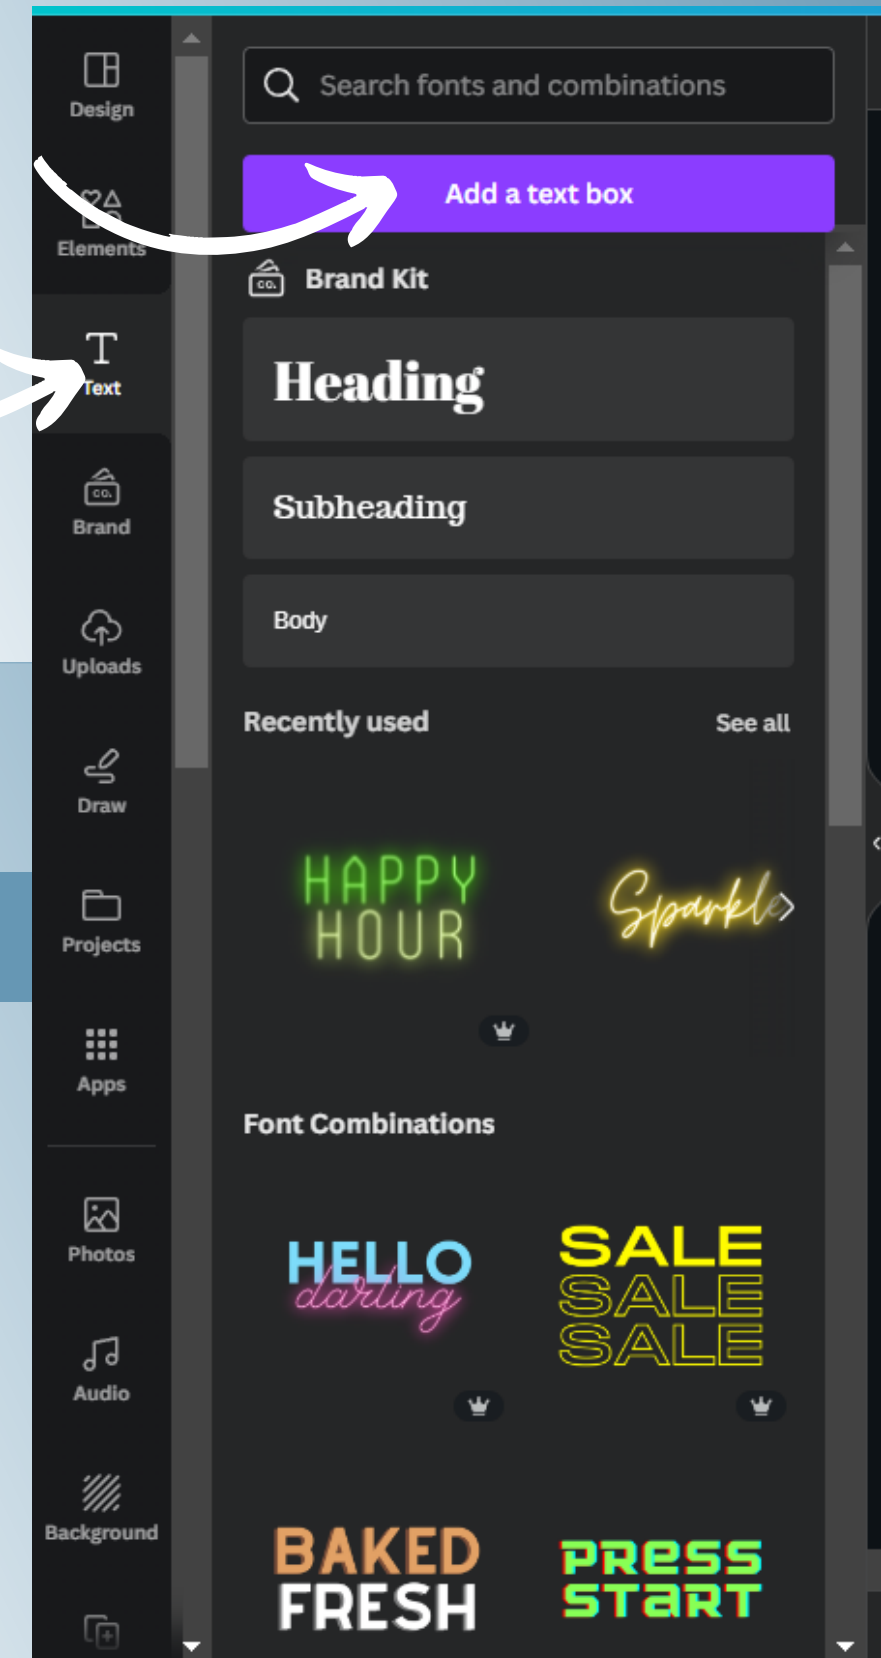 Design
Elements
Text
Brand
Uploads
Draw
Projects
Apps
Photos
Audio
Background
Search fonts and combinations
Add a text box
CO.
Brand Kit
Heading
Subheading
Body
Recently used
See all
HAPPY
HOUR
Sparkle
Font Combinations
HELLO
darling
SALE
SALE
SALE
BAKED
FRESH
PRESS
START
CO.